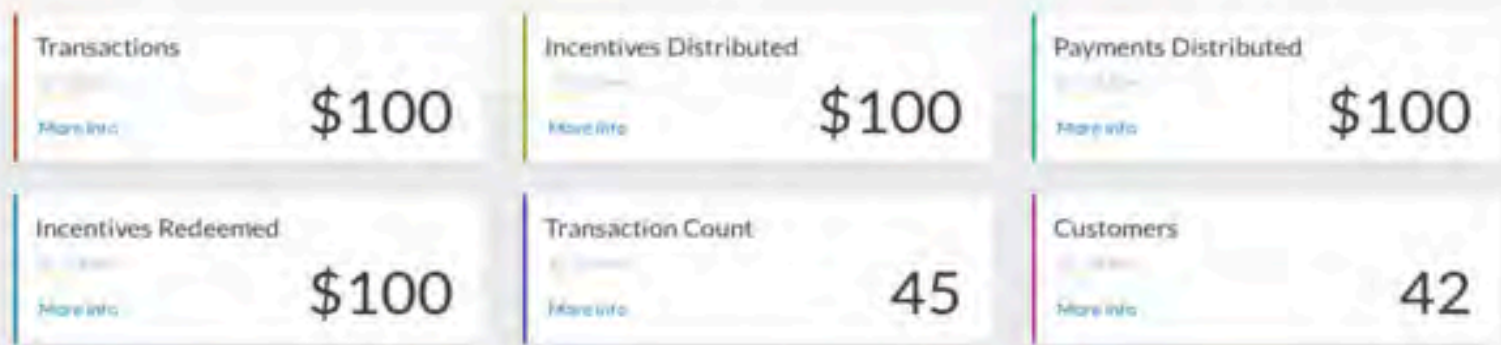 Transactions
More info
$100
Incentives Distributed
More info
$100
Payments Distributed
More info
$100
Incentives Redeemed
More info
$100
Transaction Count
More info
45
Customers
More info
42